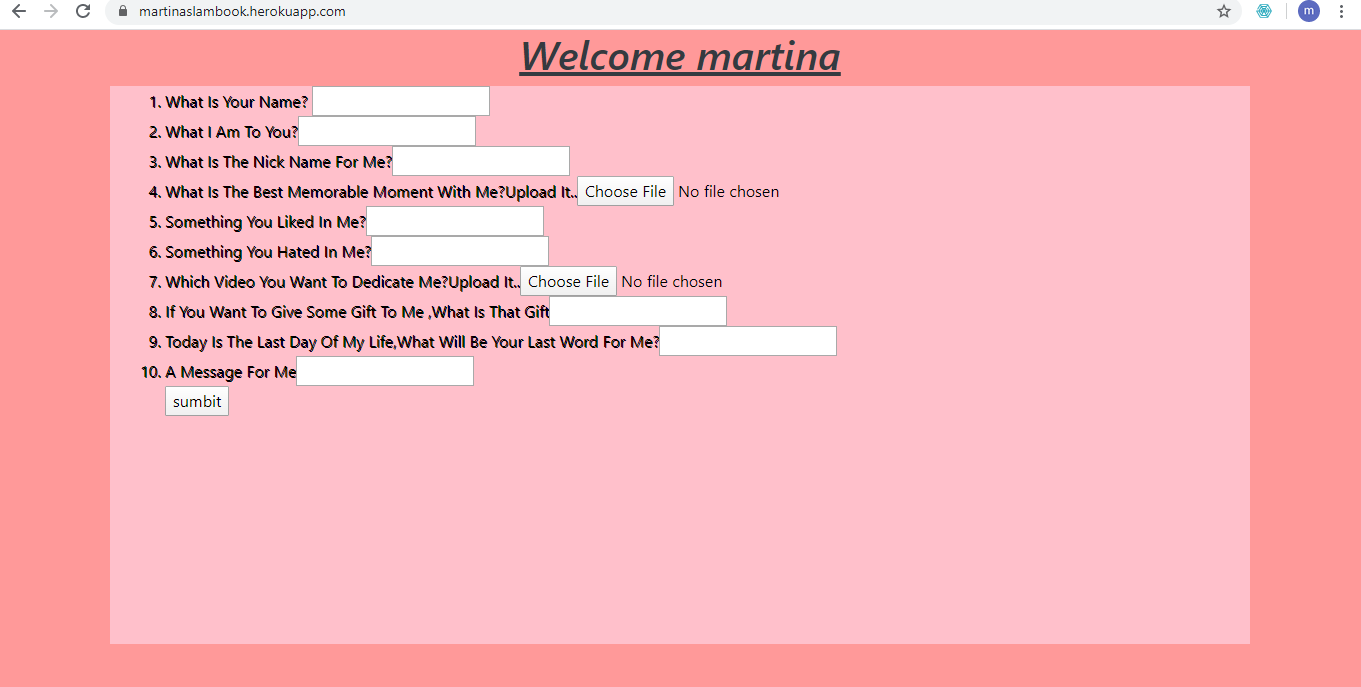 martinaslambook.herokuapp.com
m
Welcome martina
1. What Is Your Name?
2. What I Am To You?
3. What Is The Nick Name For Me?
4. What Is The Best Memorable Moment With Me?Upload It.. Choose File No file chosen
5. Something You Liked In Me?
6. Something You Hated In Me?
7. Which Video You Want To Dedicate Me?Upload It.. Choose File No file chosen
8. If You Want To Give Some Gift To Me ,What Is That Gift
9. Today Is The Last Day Of My Life,What Will Be Your Last Word For Me?
10. A Message For Me
sumbit